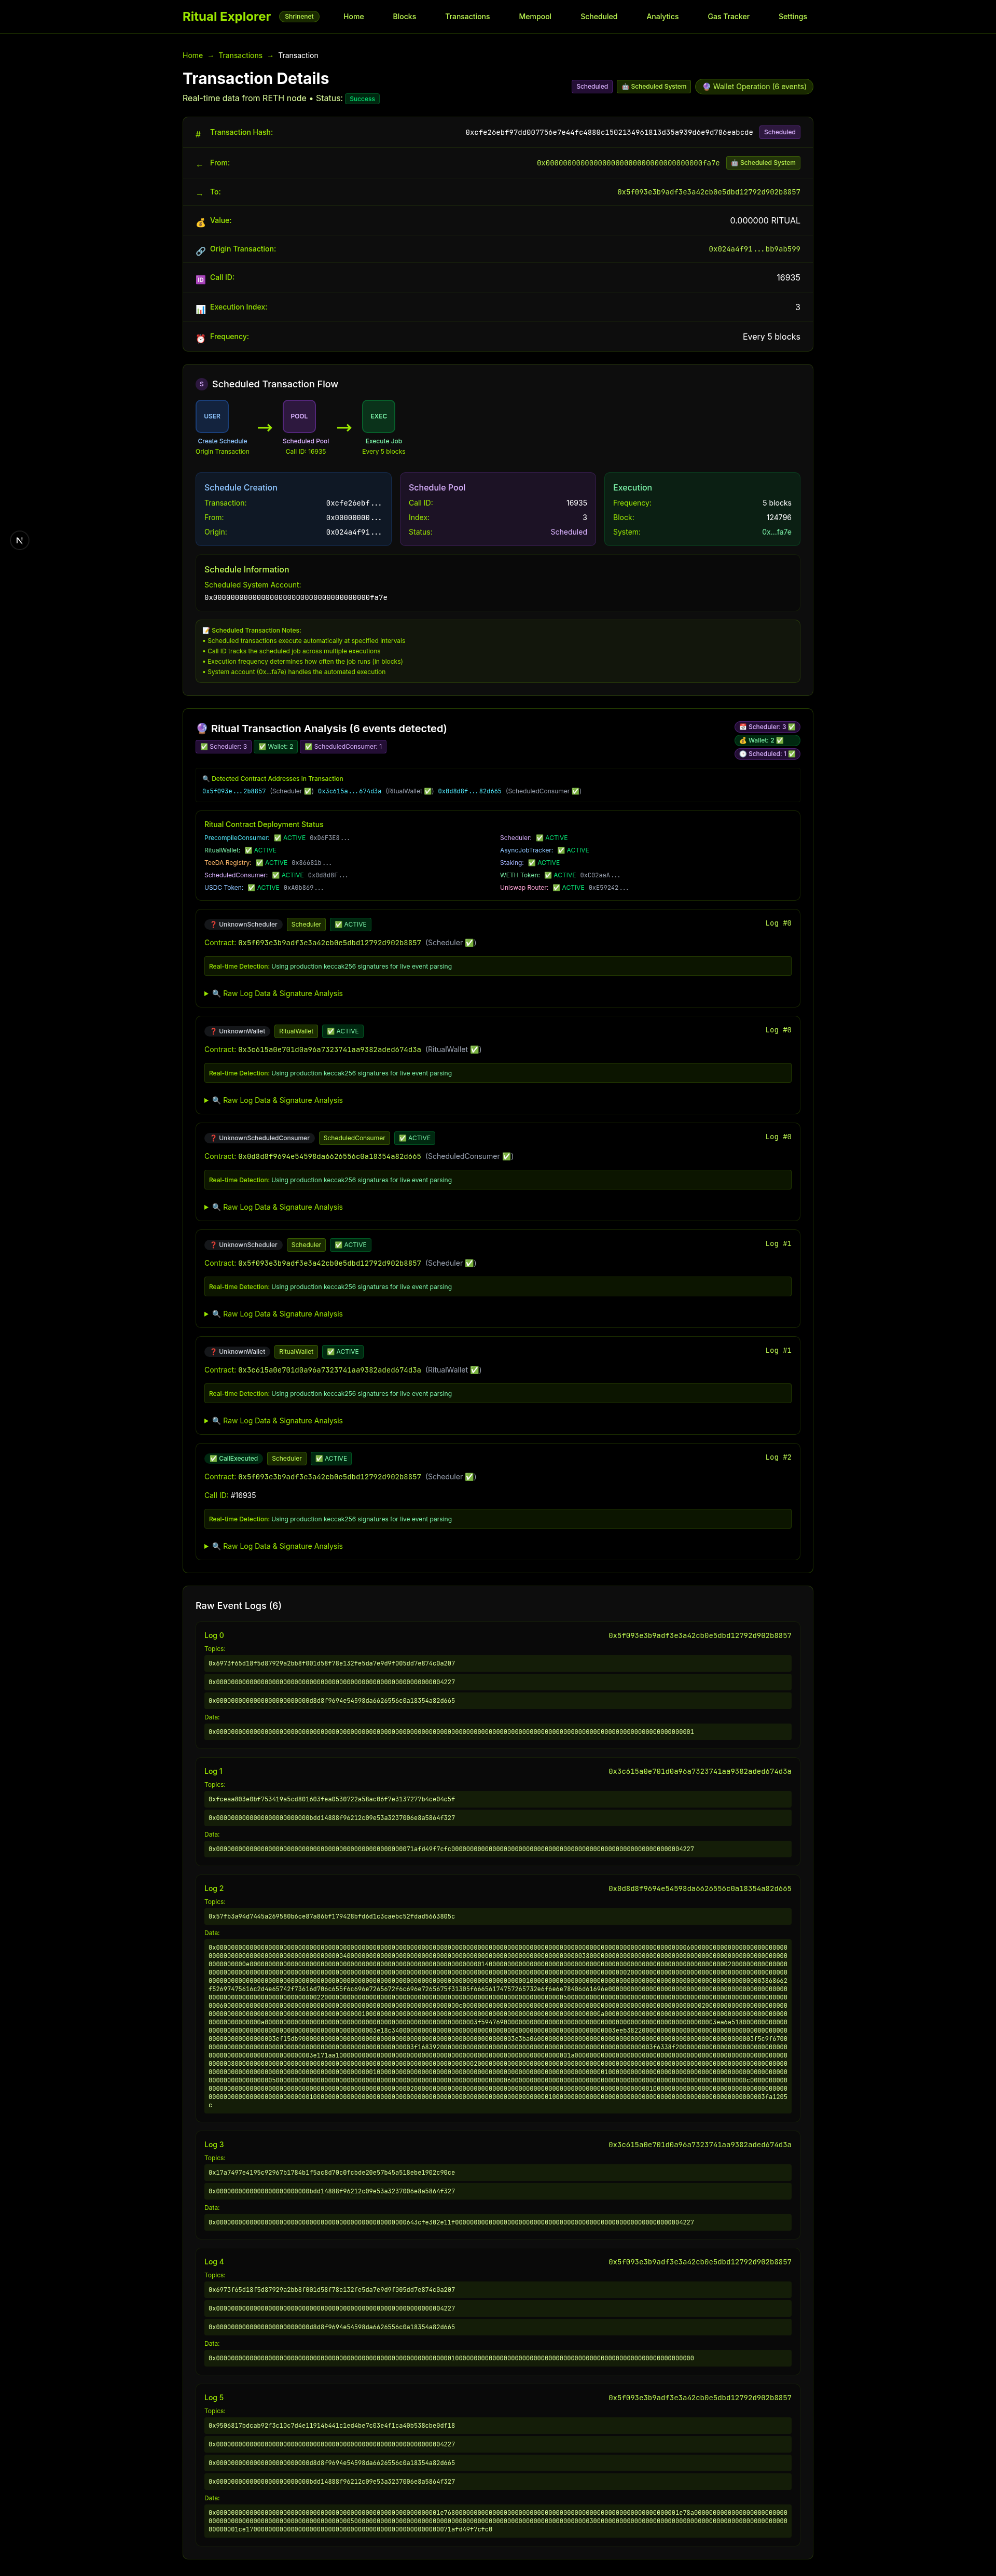 Ritual Explorer
Shrinenet
Home
Blocks
Transactions
Mempool
Scheduled
Analytics
Gas Tracker
Settings
Home → Transactions → Transaction
Transaction Details
Real-time data from RETH node • Status: Success
Scheduled
Scheduled System
Wallet Operation (6 events)
# Transaction Hash:
0xcfe26ebf97dd007756e7e44fc4880c1502134961813d35a939d6e9d786eabcde
Scheduled
← From:
0x000000000000000000000000000000000000fa7e
Scheduled System
→ To:
0x5f093e3b9adf3e3a42cb0e5dbd12792d902b8857
Value:
0.000000 RITUAL
Origin Transaction:
0x024a4f91...bb9ab599
Call ID:
16935
Execution Index:
3
Frequency:
Every 5 blocks
S Scheduled Transaction Flow
USER
→
POOL
→
EXEC
Create Schedule
Scheduled Pool
Execute Job
Origin Transaction
Call ID: 16935
Every 5 blocks
Schedule Creation
Transaction: 0xcfe26ebf...
From: 0x00000000...
Origin: 0x024a4f91...
Schedule Pool
Call ID: 16935
Index: 3
Status: Scheduled
Execution
Frequency: 5 blocks
Block: 124796
System: 0x...fa7e
N
Schedule Information
Scheduled System Account:
0x000000000000000000000000000000000000fa7e
Scheduled Transaction Notes:
• Scheduled transactions execute automatically at specified intervals
• Call ID tracks the scheduled job across multiple executions
• Execution frequency determines how often the job runs (in blocks)
• System account (0x...fa7e) handles the automated execution
Ritual Transaction Analysis (6 events detected)
✅ Scheduler: 3 ✅ Wallet: 2 ✅ ScheduledConsumer: 1
Scheduler: 3 ✅
Wallet: 2 ✅
Scheduled: 1 ✅
Detected Contract Addresses in Transaction
0x5f093e...2b8857 (Scheduler ✅) 0x3c615a...674d3a (RitualWallet ✅) 0x0d8d8f...82d665 (ScheduledConsumer ✅)
Ritual Contract Deployment Status
PrecompileConsumer: ✅ ACTIVE 0xD6F3E8...
Scheduler: ✅ ACTIVE
RitualWallet: ✅ ACTIVE
AsyncJobTracker: ✅ ACTIVE
TeeDA Registry: ✅ ACTIVE 0x86681b...
Staking: ✅ ACTIVE
ScheduledConsumer: ✅ ACTIVE 0x0d8d8F...
WETH Token: ✅ ACTIVE 0xC02aaA...
USDC Token: ✅ ACTIVE 0xA0b869...
Uniswap Router: ✅ ACTIVE 0xE59242...
❓ UnknownScheduler Scheduler ✅ ACTIVE
Log #0
Contract: 0x5f093e3b9adf3e3a42cb0e5dbd12792d902b8857 (Scheduler ✅)
Real-time Detection: Using production keccak256 signatures for live event parsing
▶ 🔍 Raw Log Data & Signature Analysis
❓ UnknownWallet RitualWallet ✅ ACTIVE
Log #0
Contract: 0x3c615a0e701d0a96a7323741aa9382aded674d3a (RitualWallet ✅)
Real-time Detection: Using production keccak256 signatures for live event parsing
▶ 🔍 Raw Log Data & Signature Analysis
❓ UnknownScheduledConsumer ScheduledConsumer ✅ ACTIVE
Log #0
Contract: 0x0d8d8f9694e54598da6626556c0a18354a82d665 (ScheduledConsumer ✅)
Real-time Detection: Using production keccak256 signatures for live event parsing
▶ 🔍 Raw Log Data & Signature Analysis
❓ UnknownScheduler Scheduler ✅ ACTIVE
Log #1
Contract: 0x5f093e3b9adf3e3a42cb0e5dbd12792d902b8857 (Scheduler ✅)
Real-time Detection: Using production keccak256 signatures for live event parsing
▶ 🔍 Raw Log Data & Signature Analysis
❓ UnknownWallet RitualWallet ✅ ACTIVE
Log #1
Contract: 0x3c615a0e701d0a96a7323741aa9382aded674d3a (RitualWallet ✅)
Real-time Detection: Using production keccak256 signatures for live event parsing
▶ 🔍 Raw Log Data & Signature Analysis
✅ CallExecuted Scheduler ✅ ACTIVE
Log #2
Contract: 0x5f093e3b9adf3e3a42cb0e5dbd12792d902b8857 (Scheduler ✅)
Call ID: #16935
Real-time Detection: Using production keccak256 signatures for live event parsing
▶ 🔍 Raw Log Data & Signature Analysis
Raw Event Logs (6)
Log 0
0x5f093e3b9adf3e3a42cb0e5dbd12792d902b8857
Topics:
0x6973f65d18f5d87929a2bb8f001d58f78e132fe5da7e9d9f005dd7e874c0a207
0x0000000000000000000000000000000000000000000000000000000000004227
0x0000000000000000000000000d8d8f9694e54598da6626556c0a18354a82d665
Data:
Log 1
0x3c615a0e701d0a96a7323741aa9382aded674d3a
Topics:
0xfceaa803e0bf753419a5cd801603fea0530722a58ac06f7e3137277b4ce04c5f
0x000000000000000000000000bdd14888f96212c09e53a3237006e8a5864f327
Data:
Log 2
0x0d8d8f9694e54598da6626556c0a18354a82d665
Topics:
0x57fb3a94d7445a269580b6ce87a86bf179428bfd6d1c3caebc52fdad5663805c
Data:
Log 3
0x3c615a0e701d0a96a7323741aa9382aded674d3a
Topics:
0x17a7497e4195c92967b1784b1f5ac8d70c0fcbde20e57b45a518ebe1902c90ce
0x000000000000000000000000bdd14888f96212c09e53a3237006e8a5864f327
Data:
Log 4
0x5f093e3b9adf3e3a42cb0e5dbd12792d902b8857
Topics:
0x6973f65d18f5d87929a2bb8f001d58f78e132fe5da7e9d9f005dd7e874c0a207
0x0000000000000000000000000000000000000000000000000000000000004227
0x0000000000000000000000000d8d8f9694e54598da6626556c0a18354a82d665
Data:
Log 5
0x5f093e3b9adf3e3a42cb0e5dbd12792d902b8857
Topics:
0x9506817bdcab92f3c10c7d4e11914b441c1ed4be7c03e4f1ca40b538cbe0df18
0x0000000000000000000000000000000000000000000000000000000000004227
0x0000000000000000000000000d8d8f9694e54598da6626556c0a18354a82d665
0x000000000000000000000000bdd14888f96212c09e53a3237006e8a5864f327
Data: